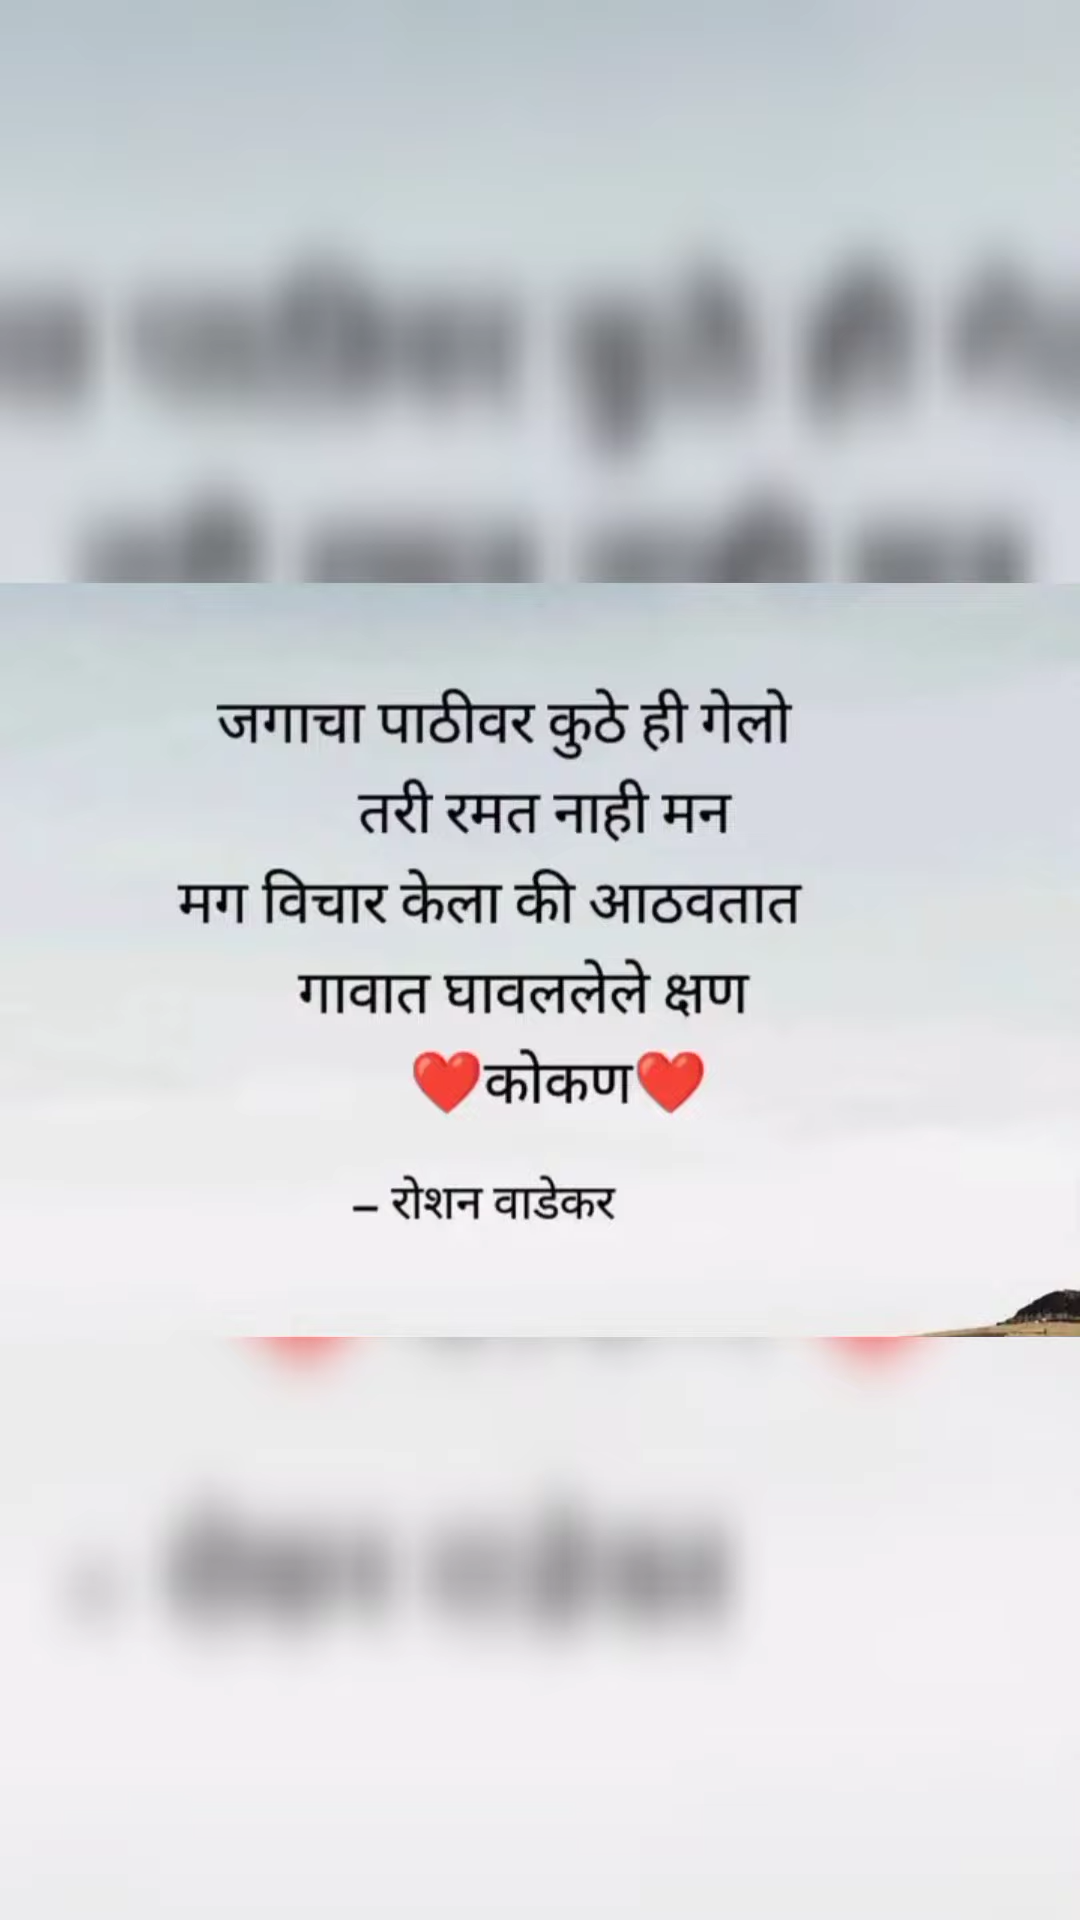 जगाचा पाठीवर कुठे ही गेलो
तरी रमत नाही मन
मग विचार केला की आठवतात
गावात घावललेले क्षण
❤️कोकण❤️
– रोशन वाडेकर